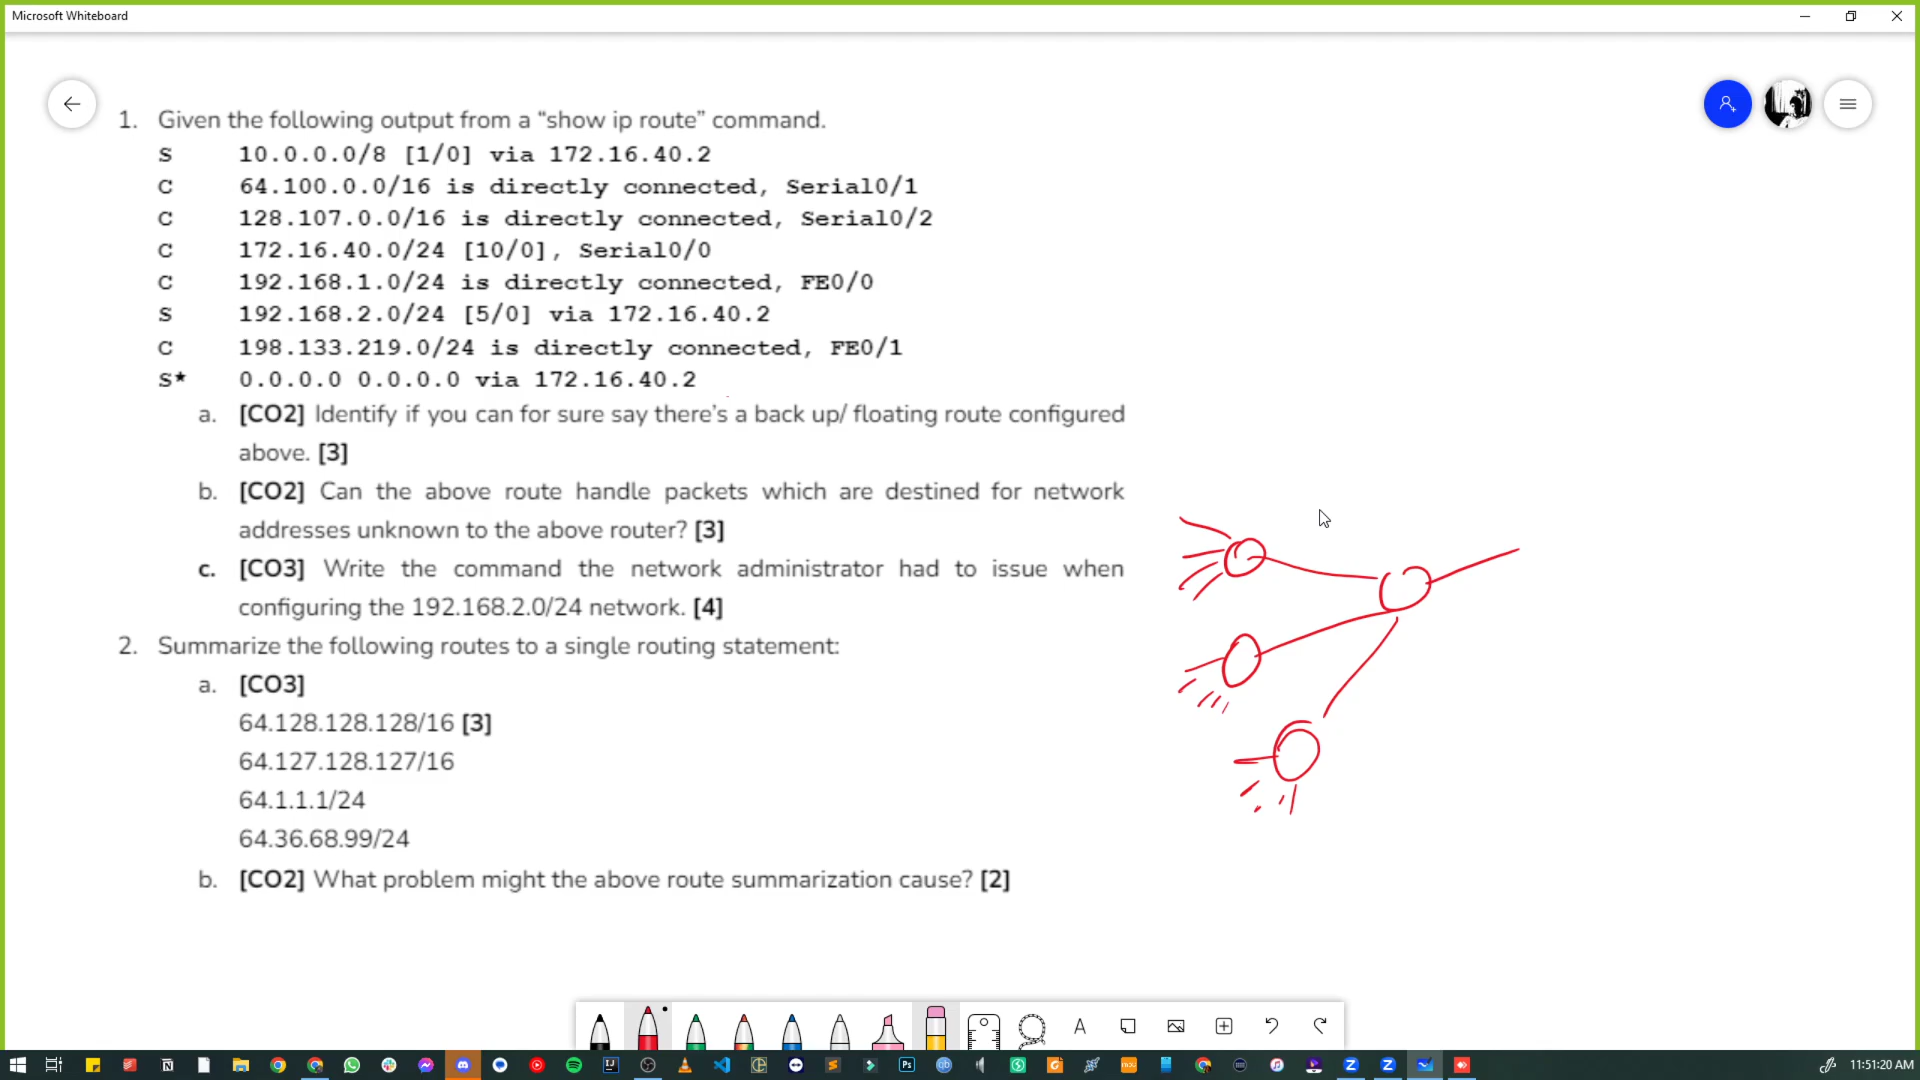 Microsoft Whiteboard
1. Given the following output from a “show ip route” command.
S 10.0.0.0/8 [1/0] via 172.16.40.2
C 64.100.0.0/16 is directly connected, Serial0/1
C 128.107.0.0/16 is directly connected, Serial0/2
C 172.16.40.0/24 [10/0], Serial0/0
C 192.168.1.0/24 is directly connected, FE0/0
S 192.168.2.0/24 [5/0] via 172.16.40.2
C 198.133.219.0/24 is directly connected, FE0/1
S* 0.0.0.0 0.0.0.0 via 172.16.40.2
a. [CO2] Identify if you can for sure say there’s a back up/ floating route configured
above. [3]
b. [CO2] Can the above route handle packets which are destined for network
addresses unknown to the above router? [3]
c. [CO3] Write the command the network administrator had to issue when
configuring the 192.168.2.0/24 network. [4]
2. Summarize the following routes to a single routing statement:
a. [CO3]
64.128.128.128/16 [3]
64.127.128.127/16
64.1.1.1/24
64.36.68.99/24
b. [CO2] What problem might the above route summarization cause? [2]
11:51:20 AM